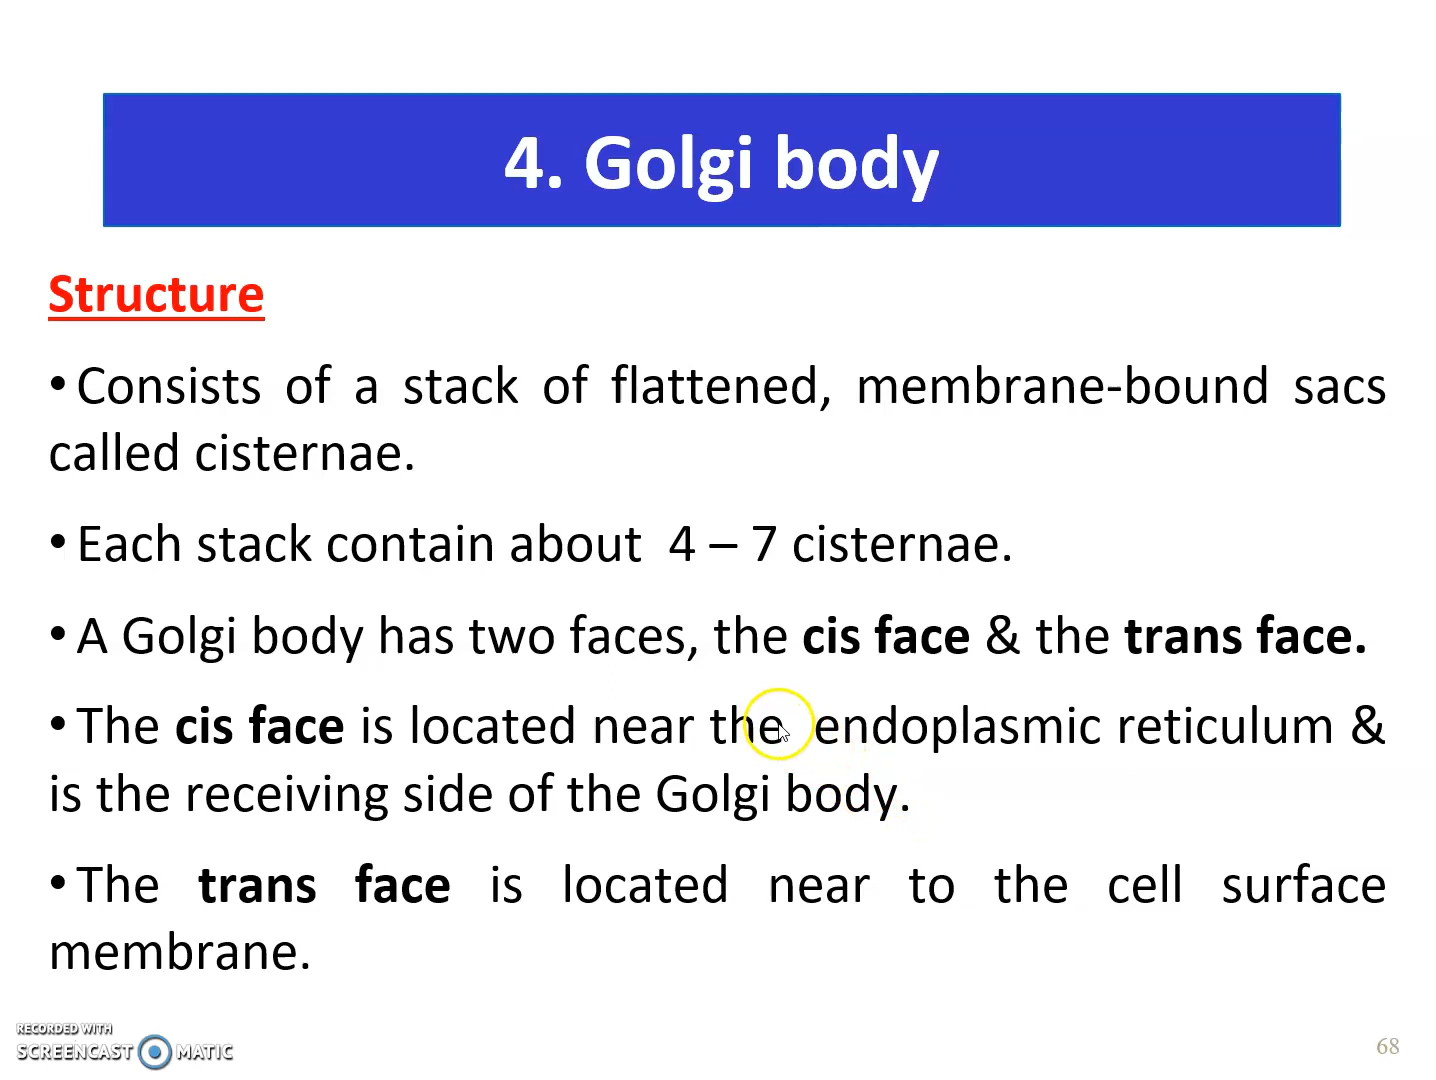 4. Golgi body
Structure
•Consists of a stack of flattened, membrane-bound sacs
called cisternae.
•Each stack contain about 4 – 7 cisternae.
•A Golgi body has two faces, the cis face & the trans face.
•The cis face is located near the endoplasmic reticulum &
is the receiving side of the Golgi body.
•The trans face is located near to the cell surface
membrane.
RECORDED WITH
SCREENCAST MATIC
68